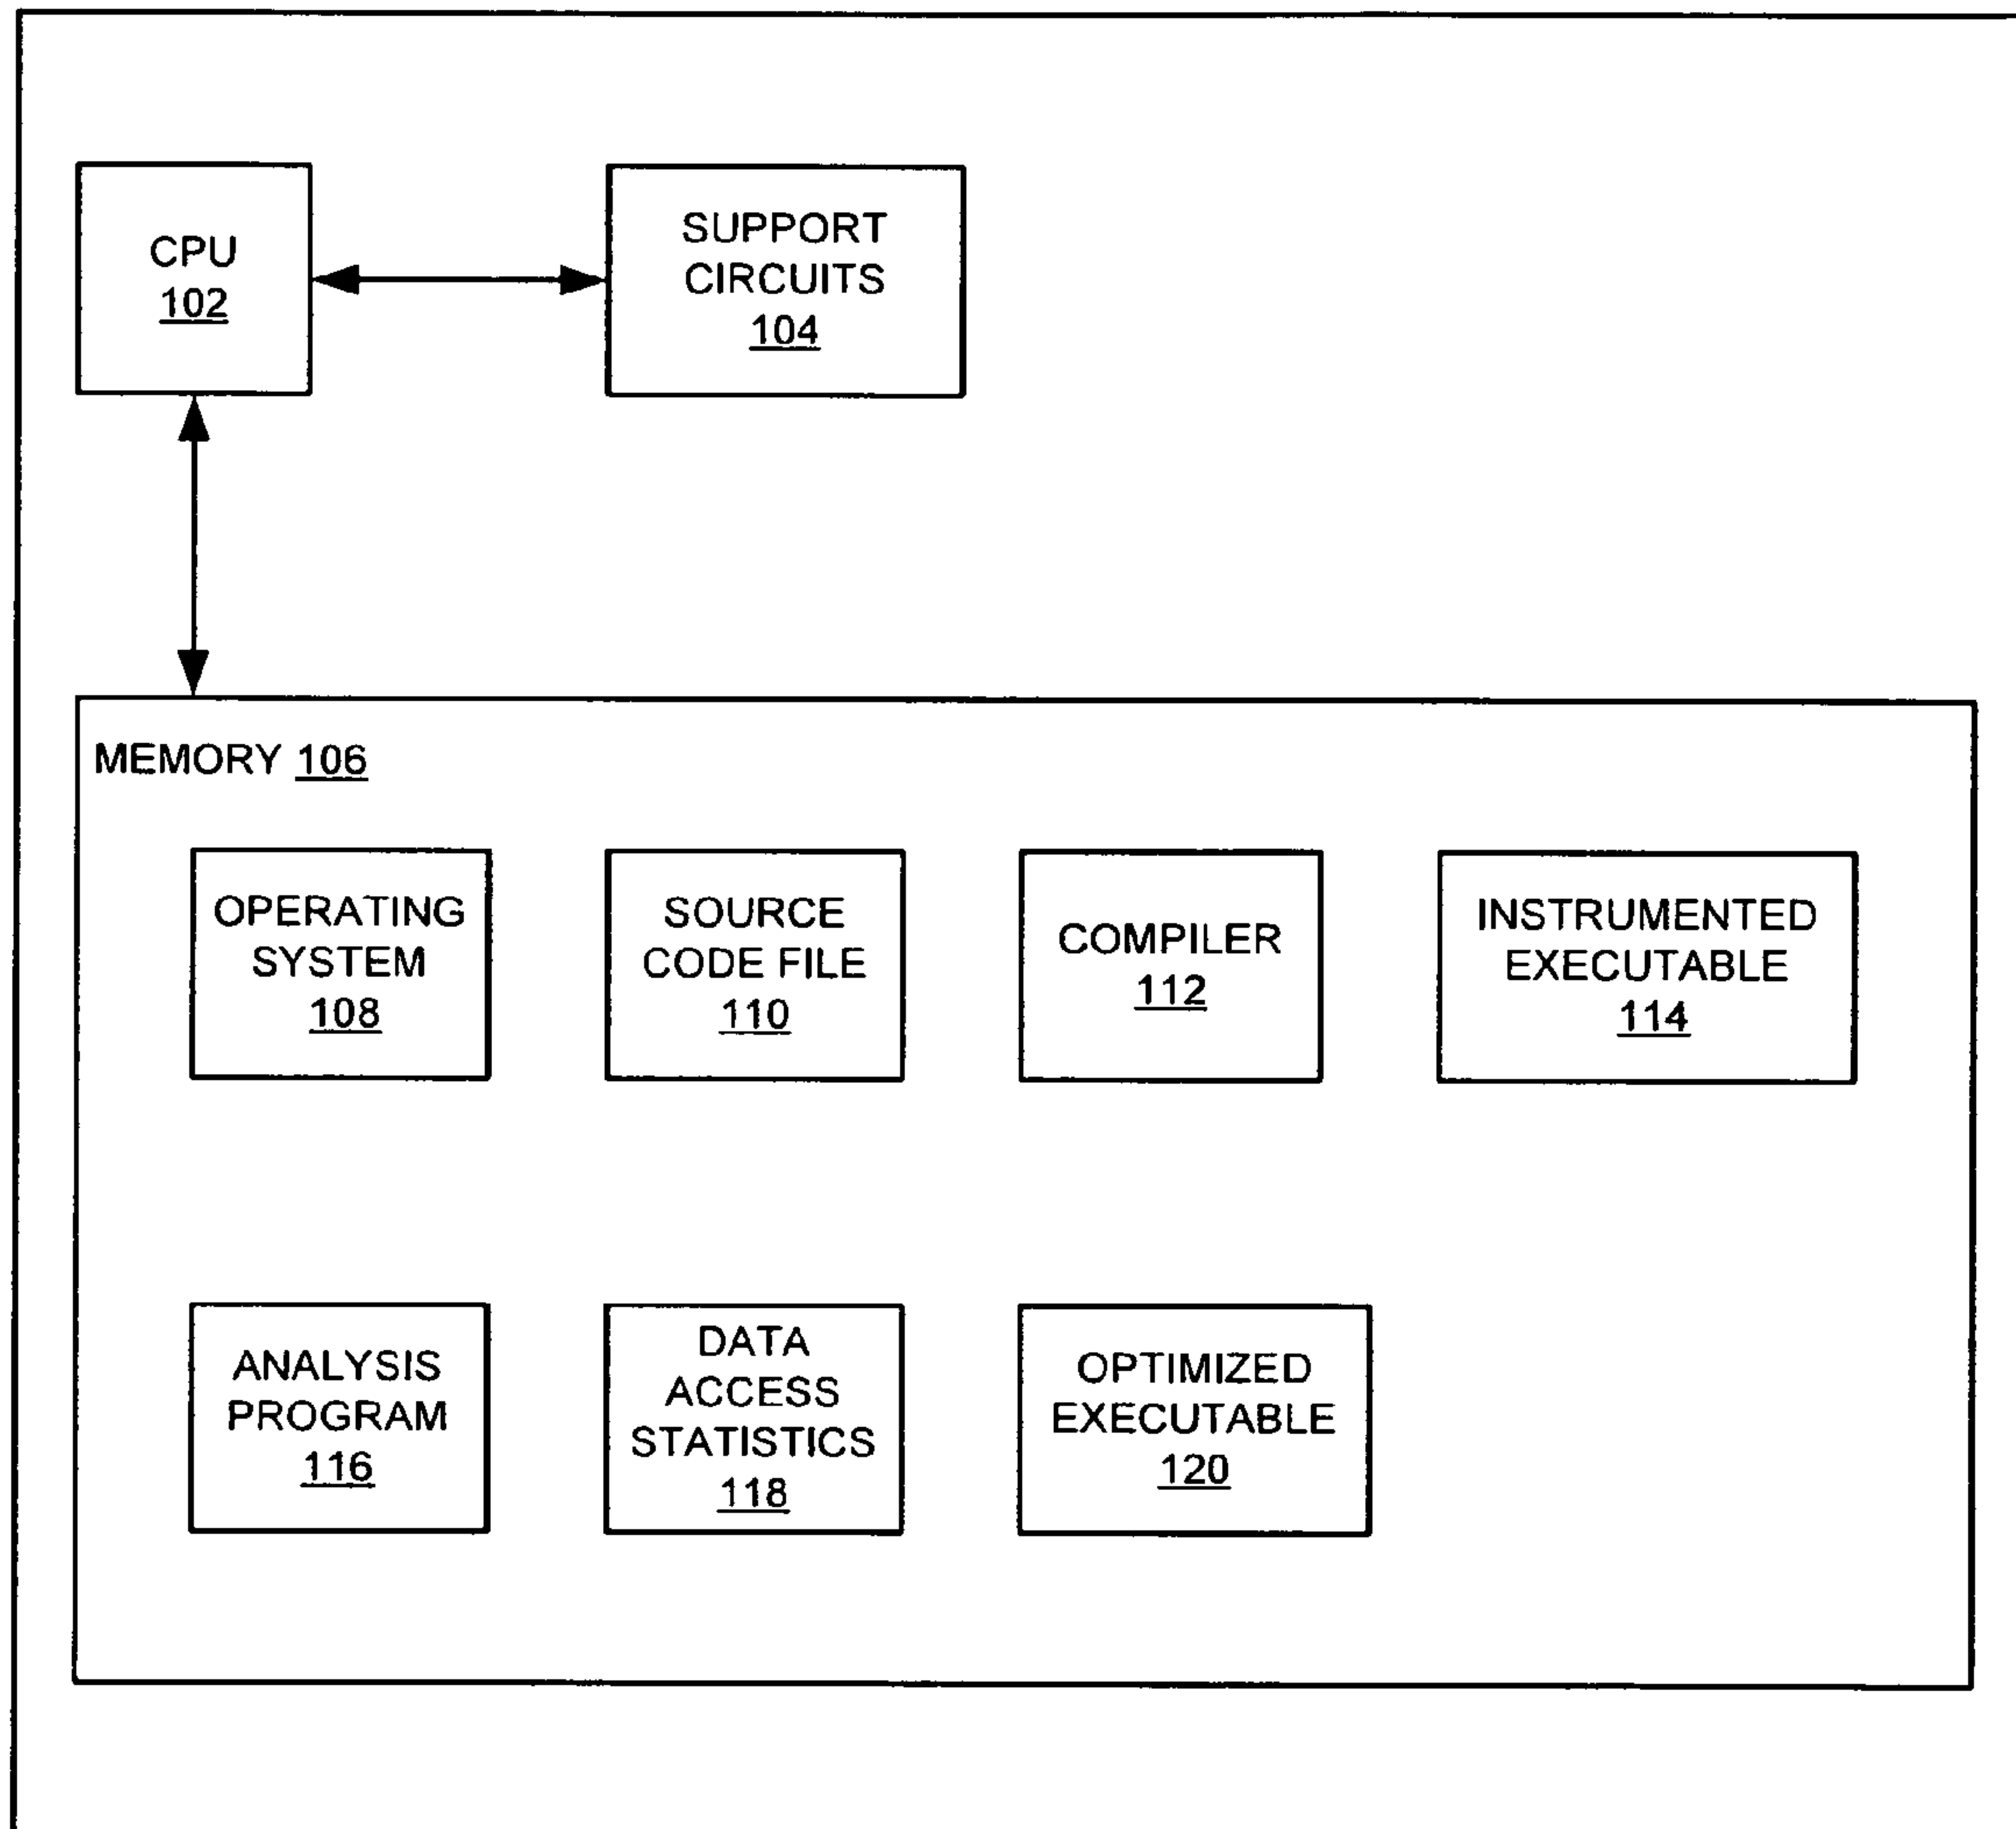 CPU
102
SUPPORT
CIRCUITS
104
MEMORY 106
OPERATING
SYSTEM
108
SOURCE
CODE FILE
110
COMPILER
112
INSTRUMENTED
EXECUTABLE
114
ANALYSIS
PROGRAM
116
DATA
ACCESS
STATISTICS
118
OPTIMIZED
EXECUTABLE
120